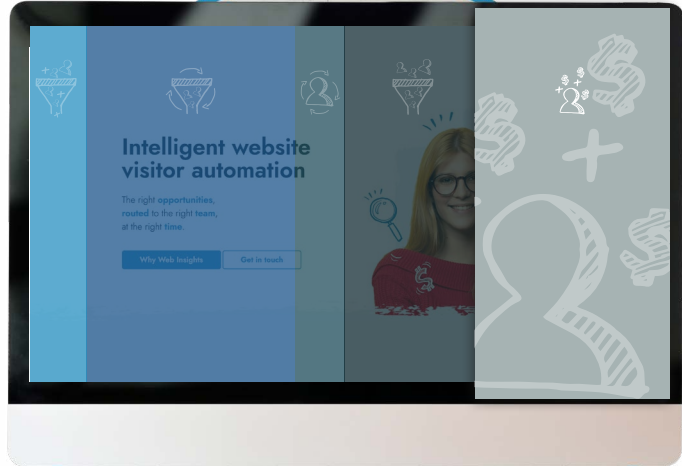 Intelligent website
visitor automation
The right opportunities,
routed to the right team,
at the right time.
Why Web Insights
Get in touch